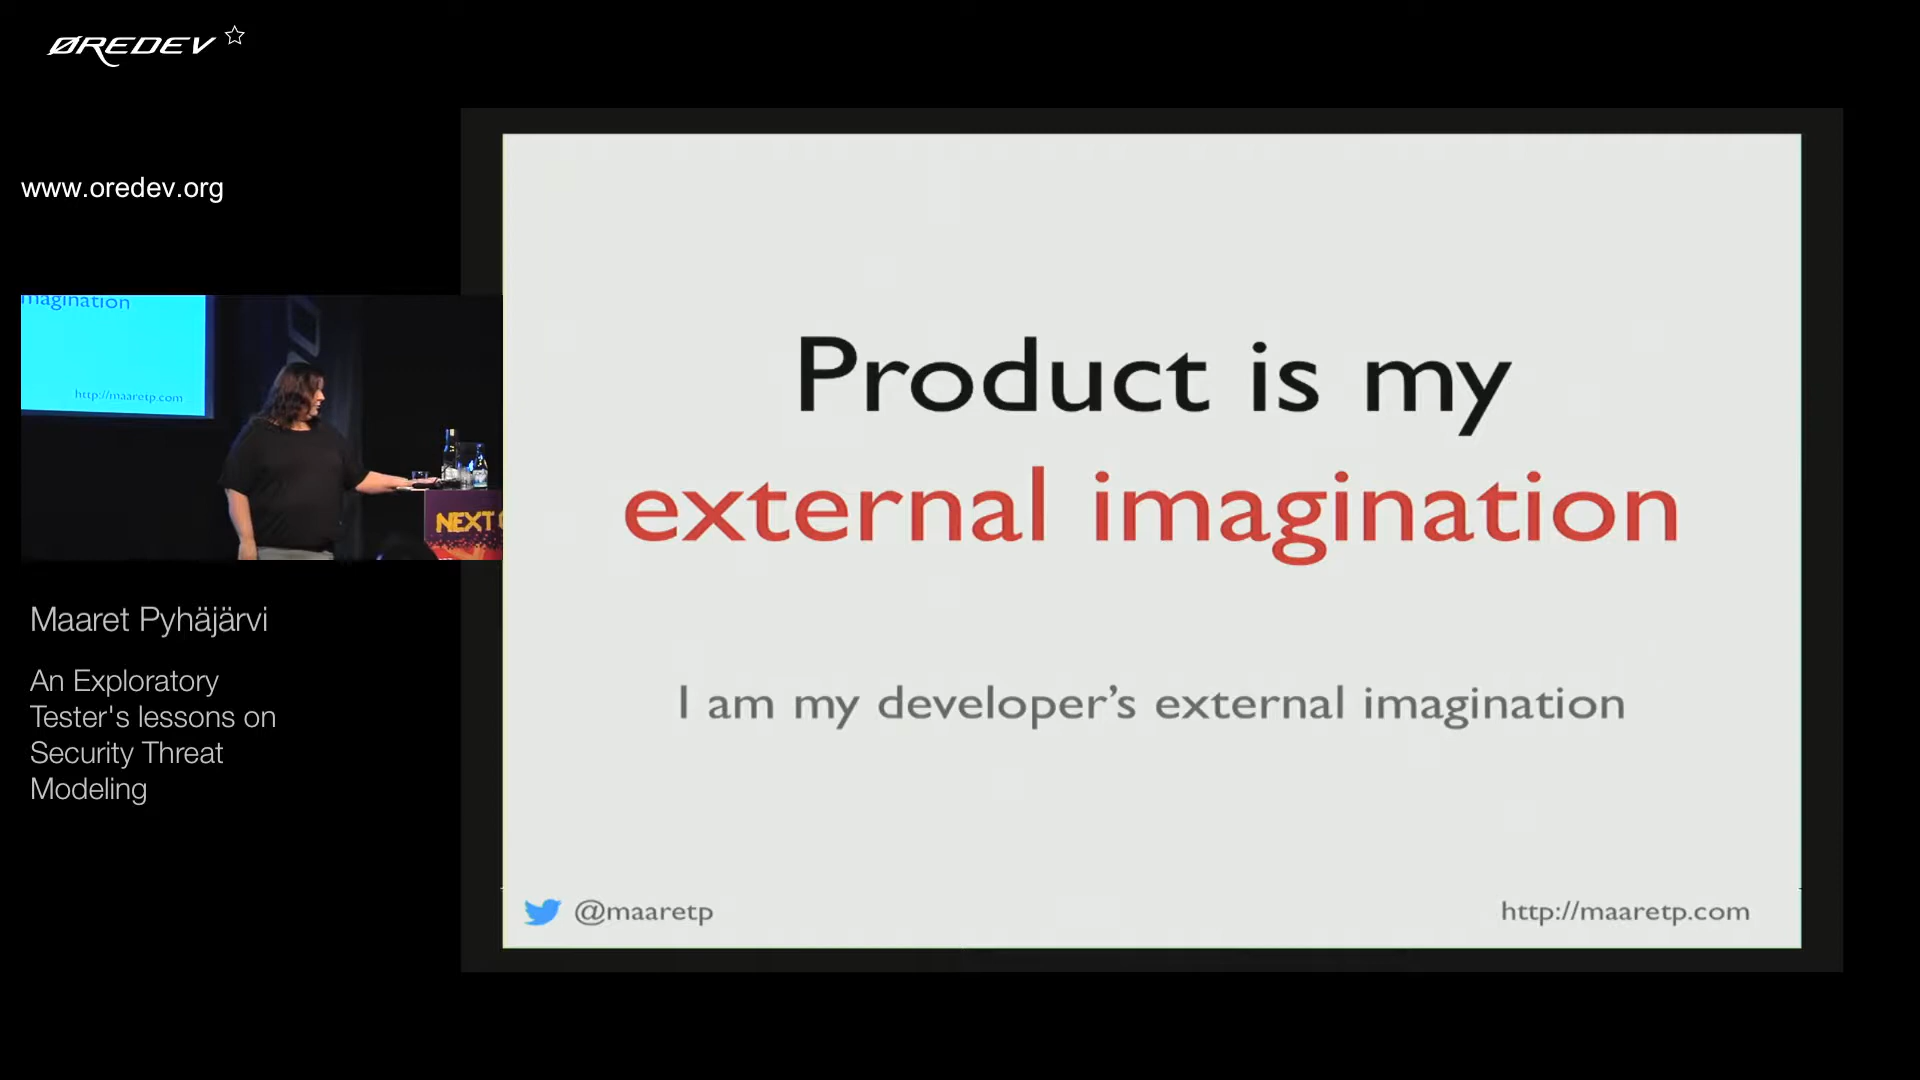 ØREDEV
www.oredev.org
imagination
http://maaretp.com
NEXT
Maaret Pyhäjärvi
An Exploratory
Tester's lessons on
Security Threat
Modeling
Product is my
external imagination
I am my developer’s external imagination
@maaretp
http://maaretp.com